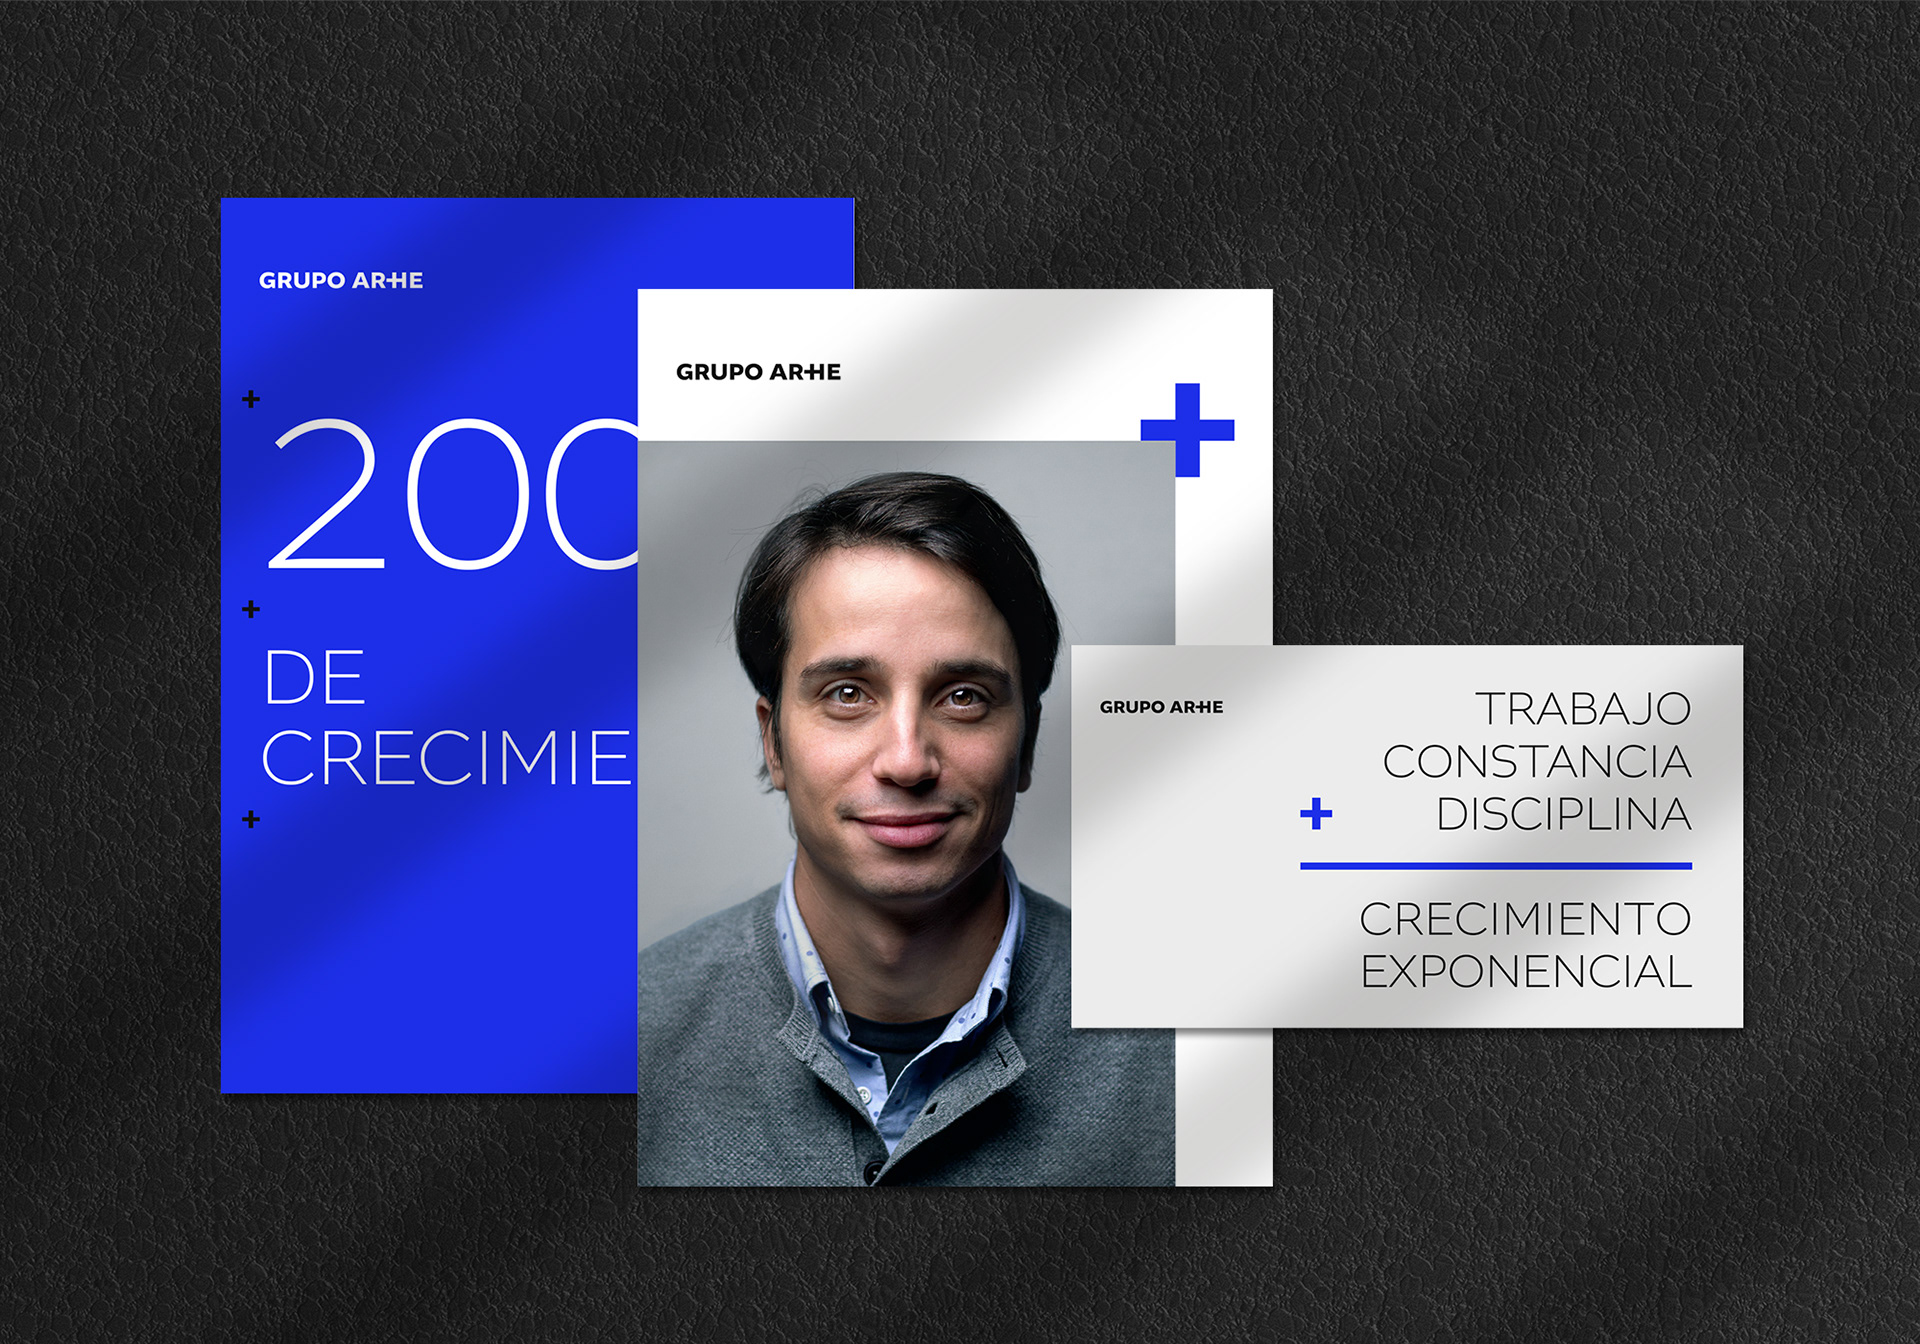 GRUPO AR+HE
+
200
+
DE
CRECIMIE
+
GRUPO AR+HE
+
GRUPO AR+HE
TRABAJO
CONSTANCIA
+ DISCIPLINA
CRECIMIENTO
EXPONENCIAL